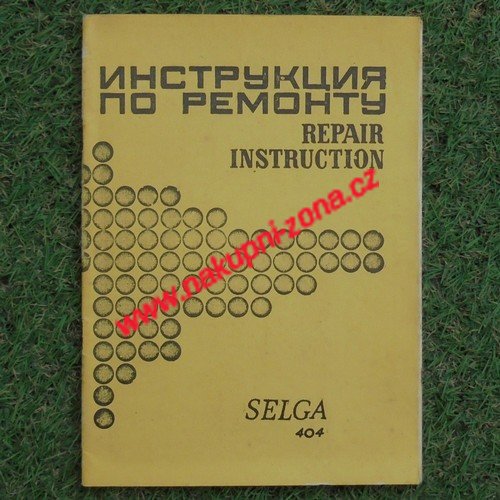 ИНСТРУКЦИЯ
ПО РЕМОНТУ
REPAIR
INSTRUCTION
www.nakupni-zona.cz
SELGA
404